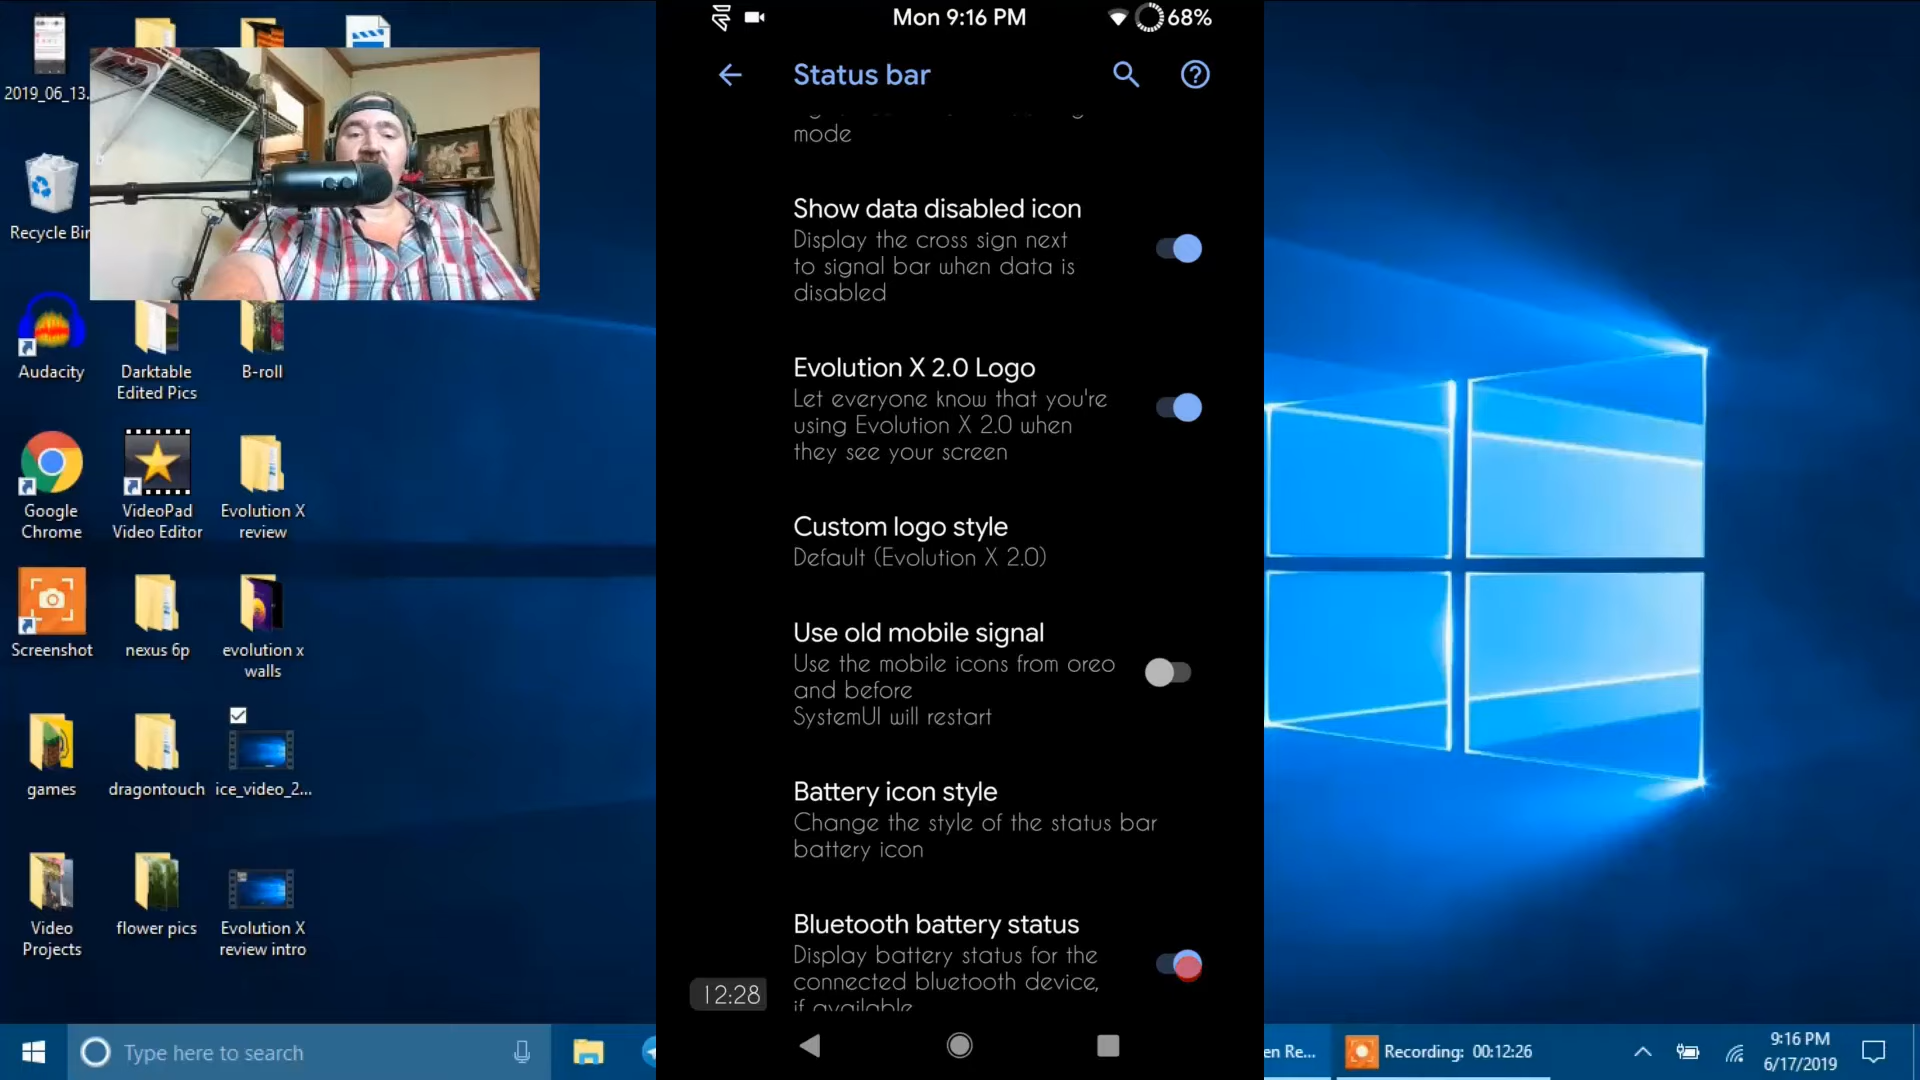 2019_06_13.
Recycle Bin
Audacity
Darktable
Edited Pics
B-roll
Google
Chrome
VideoPad
Video Editor
Evolution X
review
Screenshot
nexus 6p
evolution x
walls
games
dragontouch
ice_video_2...
Video
Projects
flower pics
Evolution X
review intro
Type here to search
Mon 9:16 PM
68%
Status bar
mode
Show data disabled icon
Display the cross sign next
to signal bar when data is
disabled
Evolution X 2.0 Logo
Let everyone know that you're
using Evolution X 2.0 when
they see your screen
Custom logo style
Default (Evolution X 2.0)
Use old mobile signal
Use the mobile icons from oreo
and before
SystemUI will restart
Battery icon style
Change the style of the status bar
battery icon
Bluetooth battery status
Display battery status for the
connected bluetooth device,
if available
12:28
en Re...
Recording: 00:12:26
9:16 PM
6/17/2019